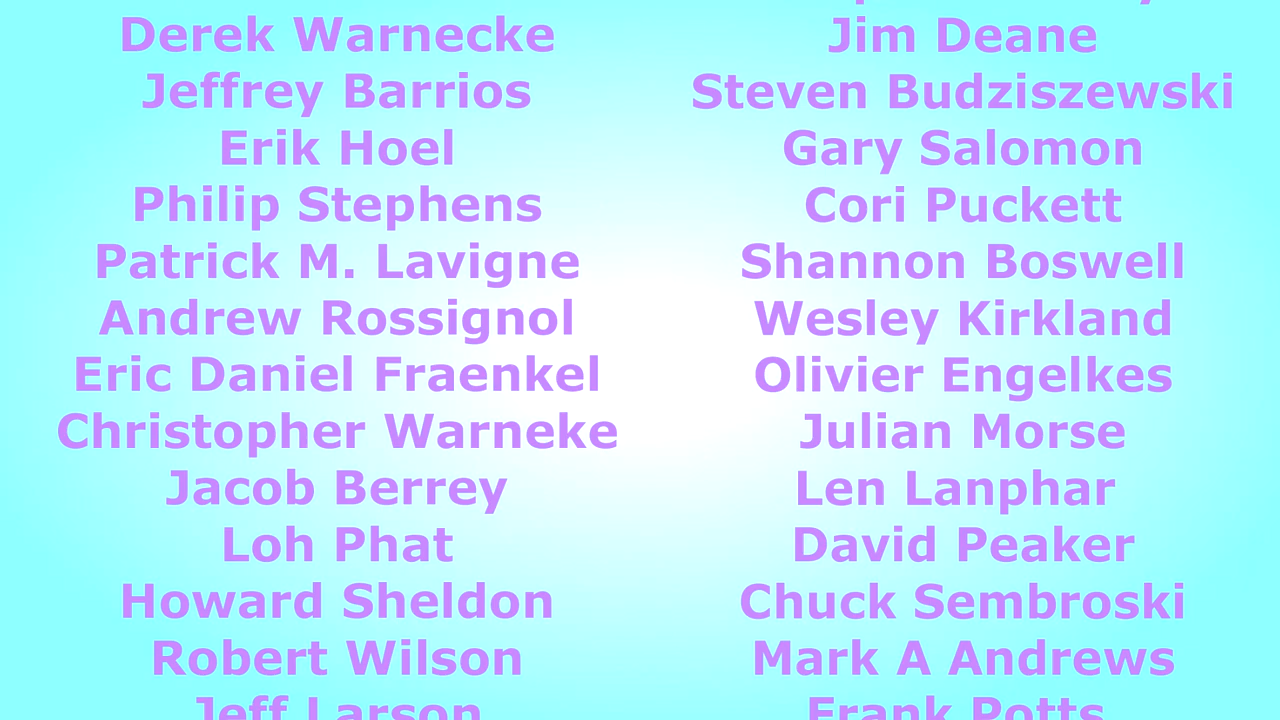 Derek Warnecke
Jeffrey Barrios
Erik Hoel
Philip Stephens
Patrick M. Lavigne
Andrew Rossignol
Eric Daniel Fraenkel
Christopher Warneke
Jacob Berrey
Loh Phat
Howard Sheldon
Robert Wilson
Jeff Larson
Jim Deane
Steven Budziszewski
Gary Salomon
Cori Puckett
Shannon Boswell
Wesley Kirkland
Olivier Engelkes
Julian Morse
Len Lanphar
David Peaker
Chuck Sembroski
Mark A Andrews
Frank Potts